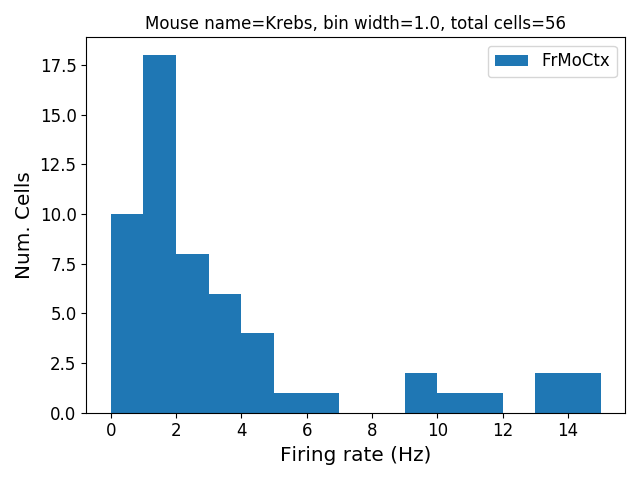 Mouse name=Krebs, bin width=1.0, total cells=56
FrMoCtx
Num. Cells
17.5
15.0
12.5
10.0
7.5
5.0
2.5
0.0
0 2 4 6 8 10 12 14
Firing rate (Hz)